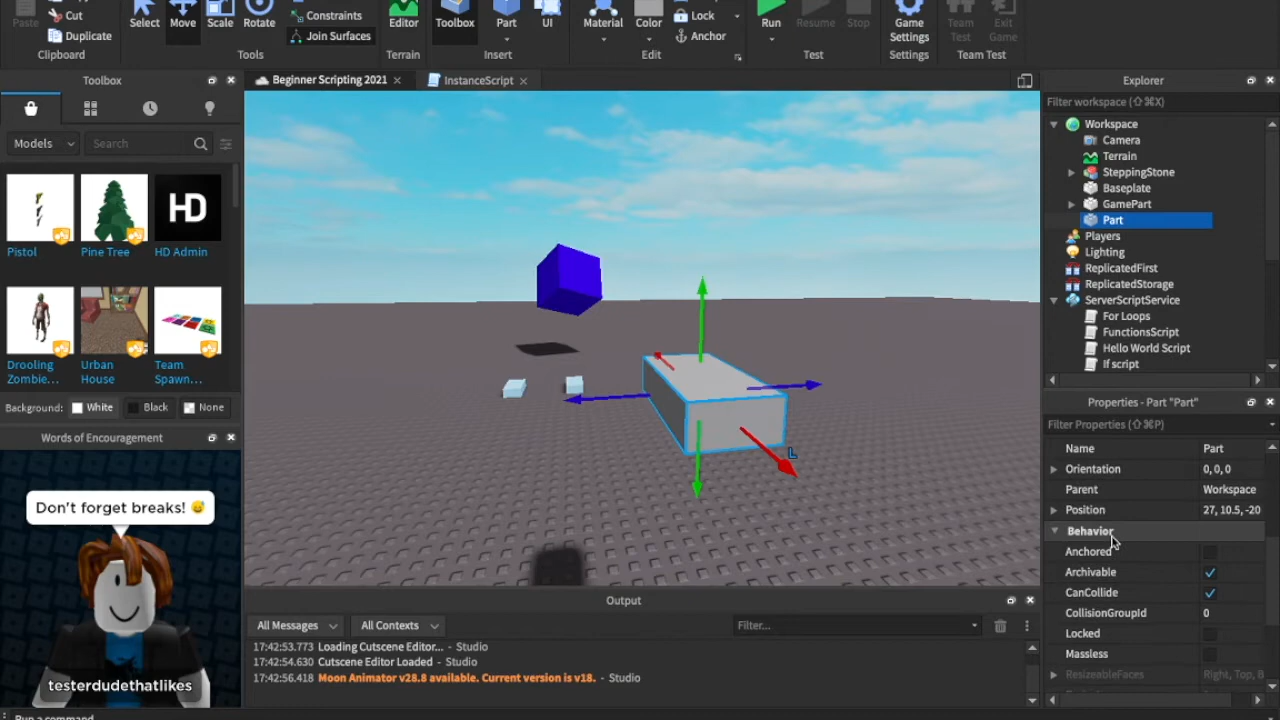 Paste
Cut
Duplicate
Clipboard
Select
Move
Scale
Rotate
Constraints
Join Surfaces
Tools
Editor
Terrain
Toolbox
Part
UI
Insert
Material
Color
Lock
Anchor
Edit
Run
Resume
Stop
Test
Game
Settings
Settings
Team
Test
Exit
Game
Team Test
Toolbox
Models
Search
Pistol
Pine Tree
HD
HD Admin
Drooling
Zombie...
Urban
House
Team
Spawn...
Background:
White
Black
None
Words of Encouragement
Don't forget breaks! 😅
testerdudethatlikes
Beginner Scripting 2021
InstanceScript
L
Output
All Messages
All Contexts
Filter...
17:42:53.773 Loading Cutscene Editor... - Studio
17:42:54.630 Cutscene Editor Loaded - Studio
17:42:56.418 Moon Animator v28.8 available. Current version is v18. - Studio
Explorer
Filter workspace (⇧⌘X)
Workspace
Camera
Terrain
SteppingStone
Baseplate
GamePart
Part
Players
Lighting
ReplicatedFirst
ReplicatedStorage
ServerScriptService
For Loops
FunctionsScript
Hello World Script
If script
Properties - Part "Part"
Filter Properties (⇧⌘P)
Name Part
Orientation 0, 0, 0
Parent Workspace
Position 27, 10.5, -20
Behavior
Anchored
Archivable
CanCollide
CollisionGroupId 0
Locked
Massless
ResizeableFaces Right, Top, B
Run a command